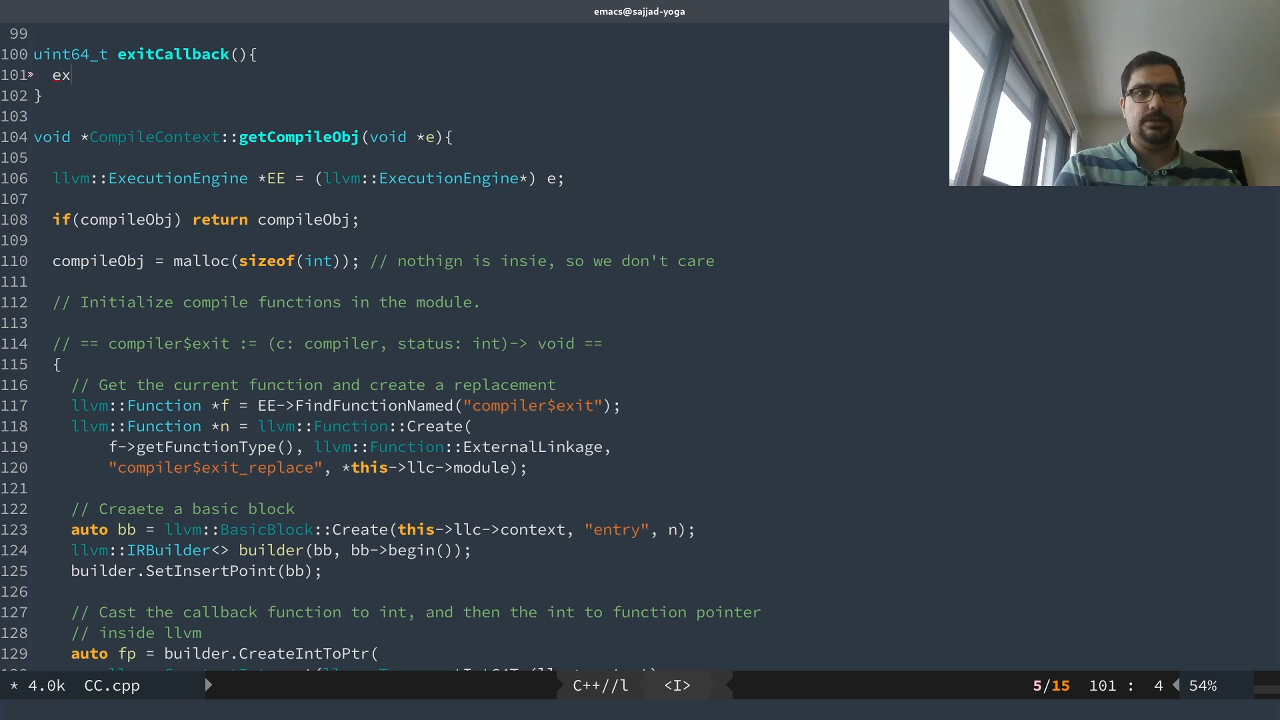 emacs@sajjad-yoga
99
100 uint64_t exitCallback(){
101 ex
102 }
103
104 void *CompileContext::getCompileObj(void *e){
105
106 llvm::ExecutionEngine *EE = (llvm::ExecutionEngine*) e;
107
108 if(compileObj) return compileObj;
109
110 compileObj = malloc(sizeof(int)); // nothign is insie, so we don't care
111
112 // Initialize compile functions in the module.
113
114 // == compiler$exit := (c: compiler, status: int)-> void ==
115 {
116 // Get the current function and create a replacement
117 llvm::Function *f = EE->FindFunctionNamed("compiler$exit");
118 llvm::Function *n = llvm::Function::Create(
119 f->getFunctionType(), llvm::Function::ExternalLinkage,
120 "compiler$exit_replace", *this->llc->module);
121
122 // Creaete a basic block
123 auto bb = llvm::BasicBlock::Create(this->llc->context, "entry", n);
124 llvm::IRBuilder<> builder(bb, bb->begin());
125 builder.SetInsertPoint(bb);
126
127 // Cast the callback function to int, and then the int to function pointer
128 // inside llvm
129 auto fp = builder.CreateIntToPtr(
* 4.0k CC.cpp C++//l <I> 5/15 101 : 4 54%